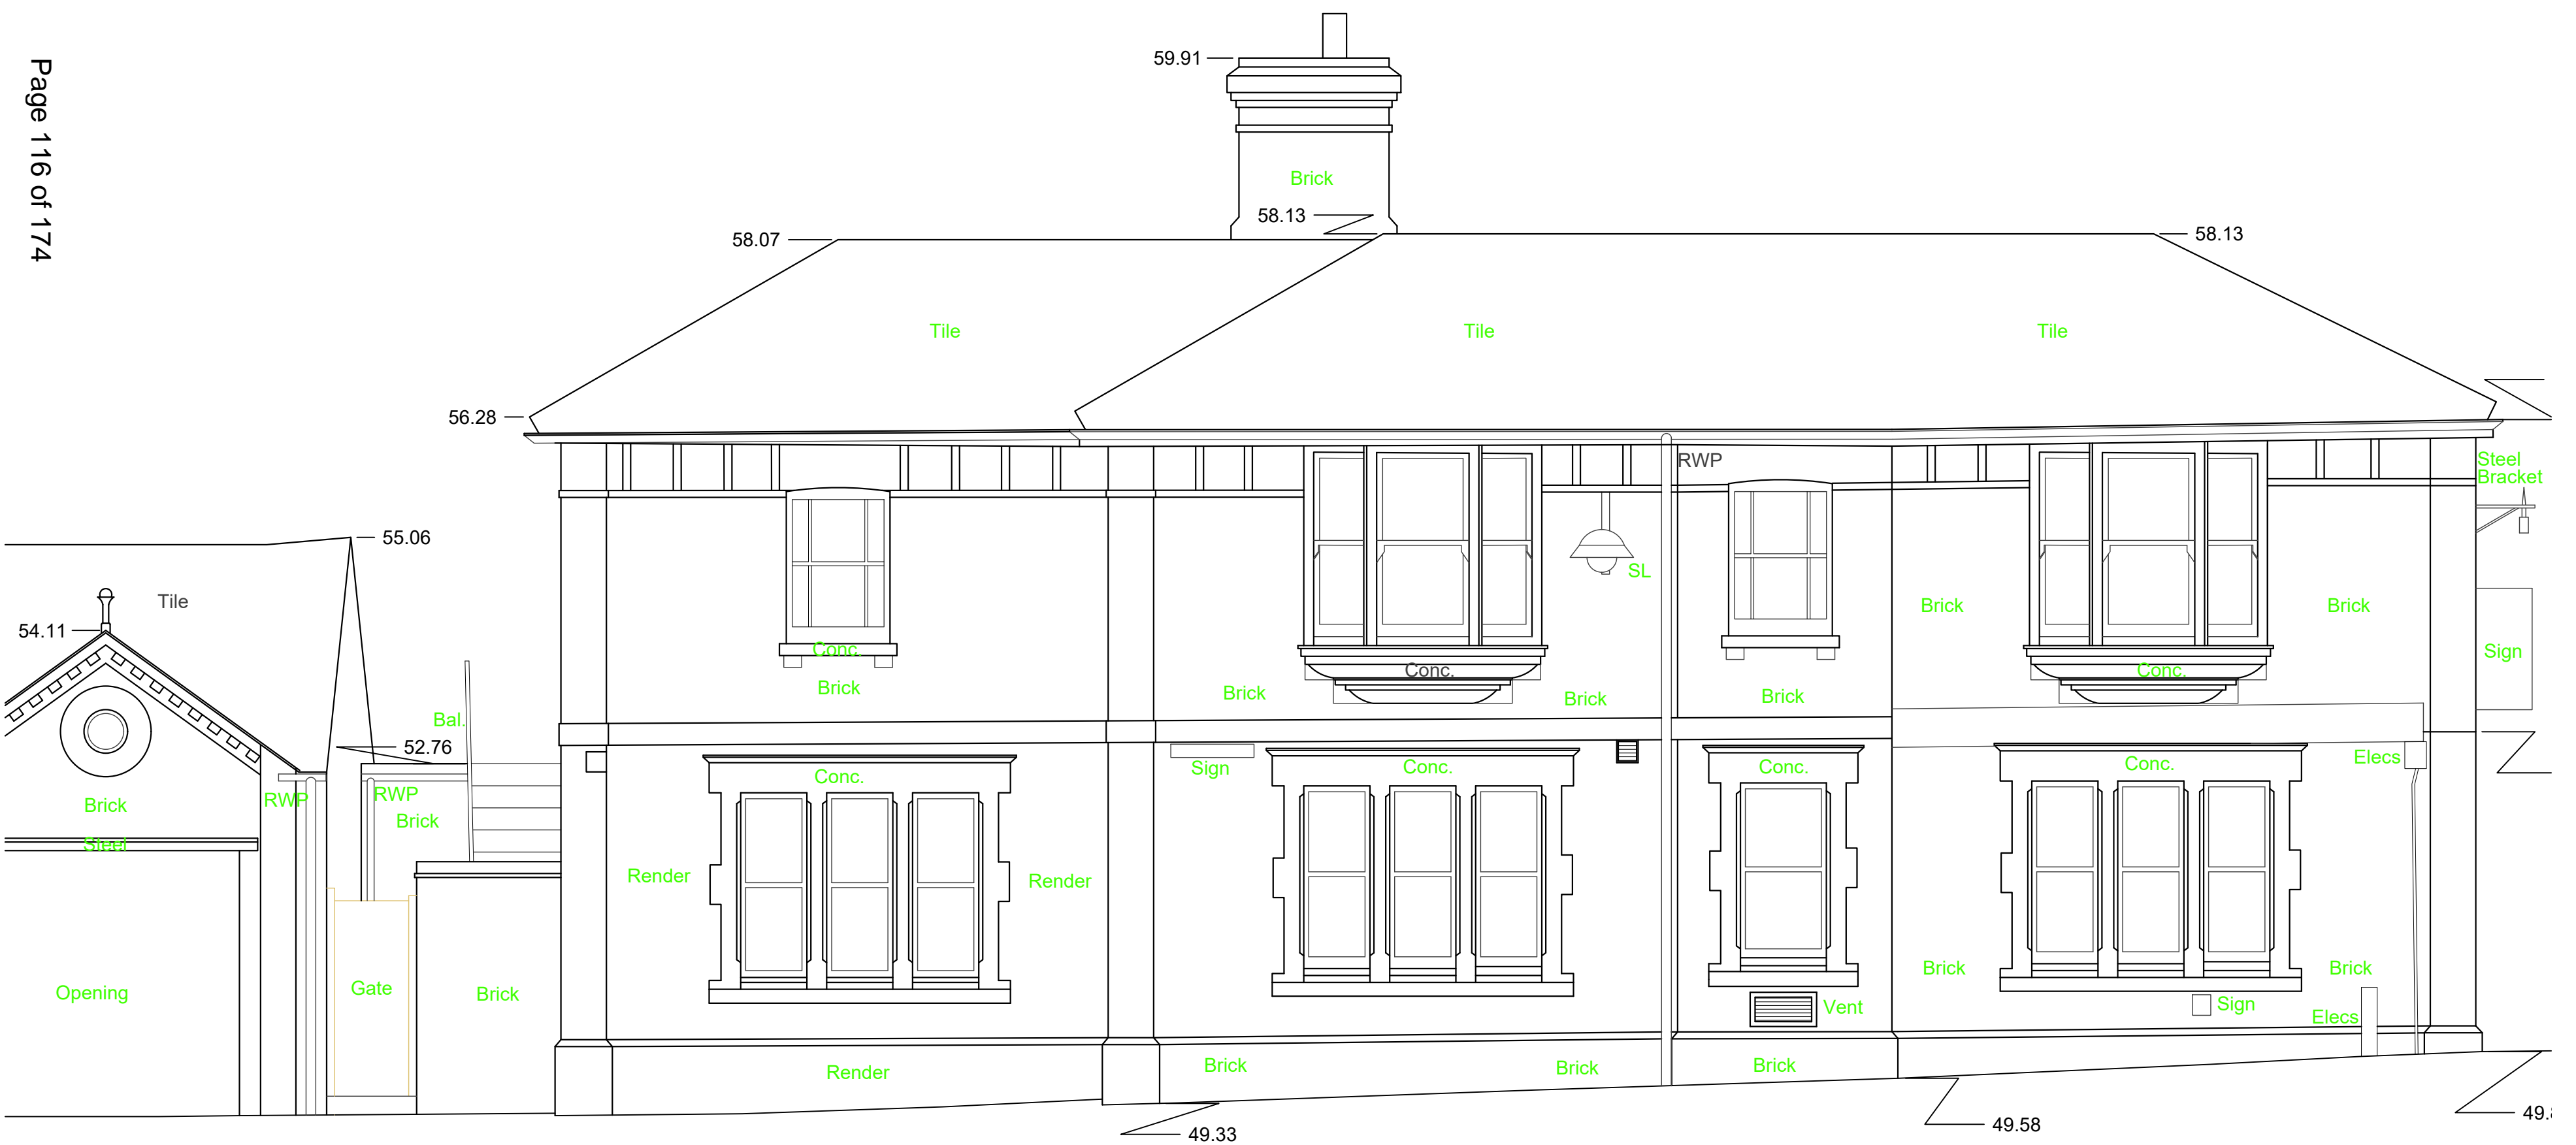 Page 116 of 174
59.91
Brick
58.13
58.07
58.13
Tile
Tile
Tile
56.28
RWP
Steel
Bracket
55.06
SL
Tile
Brick
Brick
54.11
Conc.
Sign
Conc.
Conc.
Brick
Brick
Brick
Brick
Bal.
52.76
Sign
Conc.
Conc.
Conc.
Conc.
Elecs
RWP
RWP
Brick
Brick
Steel
Render
Render
Opening
Gate
Brick
Brick
Brick
Vent
Sign
Elecs
Render
Brick
Brick
Brick
49.33
49.58